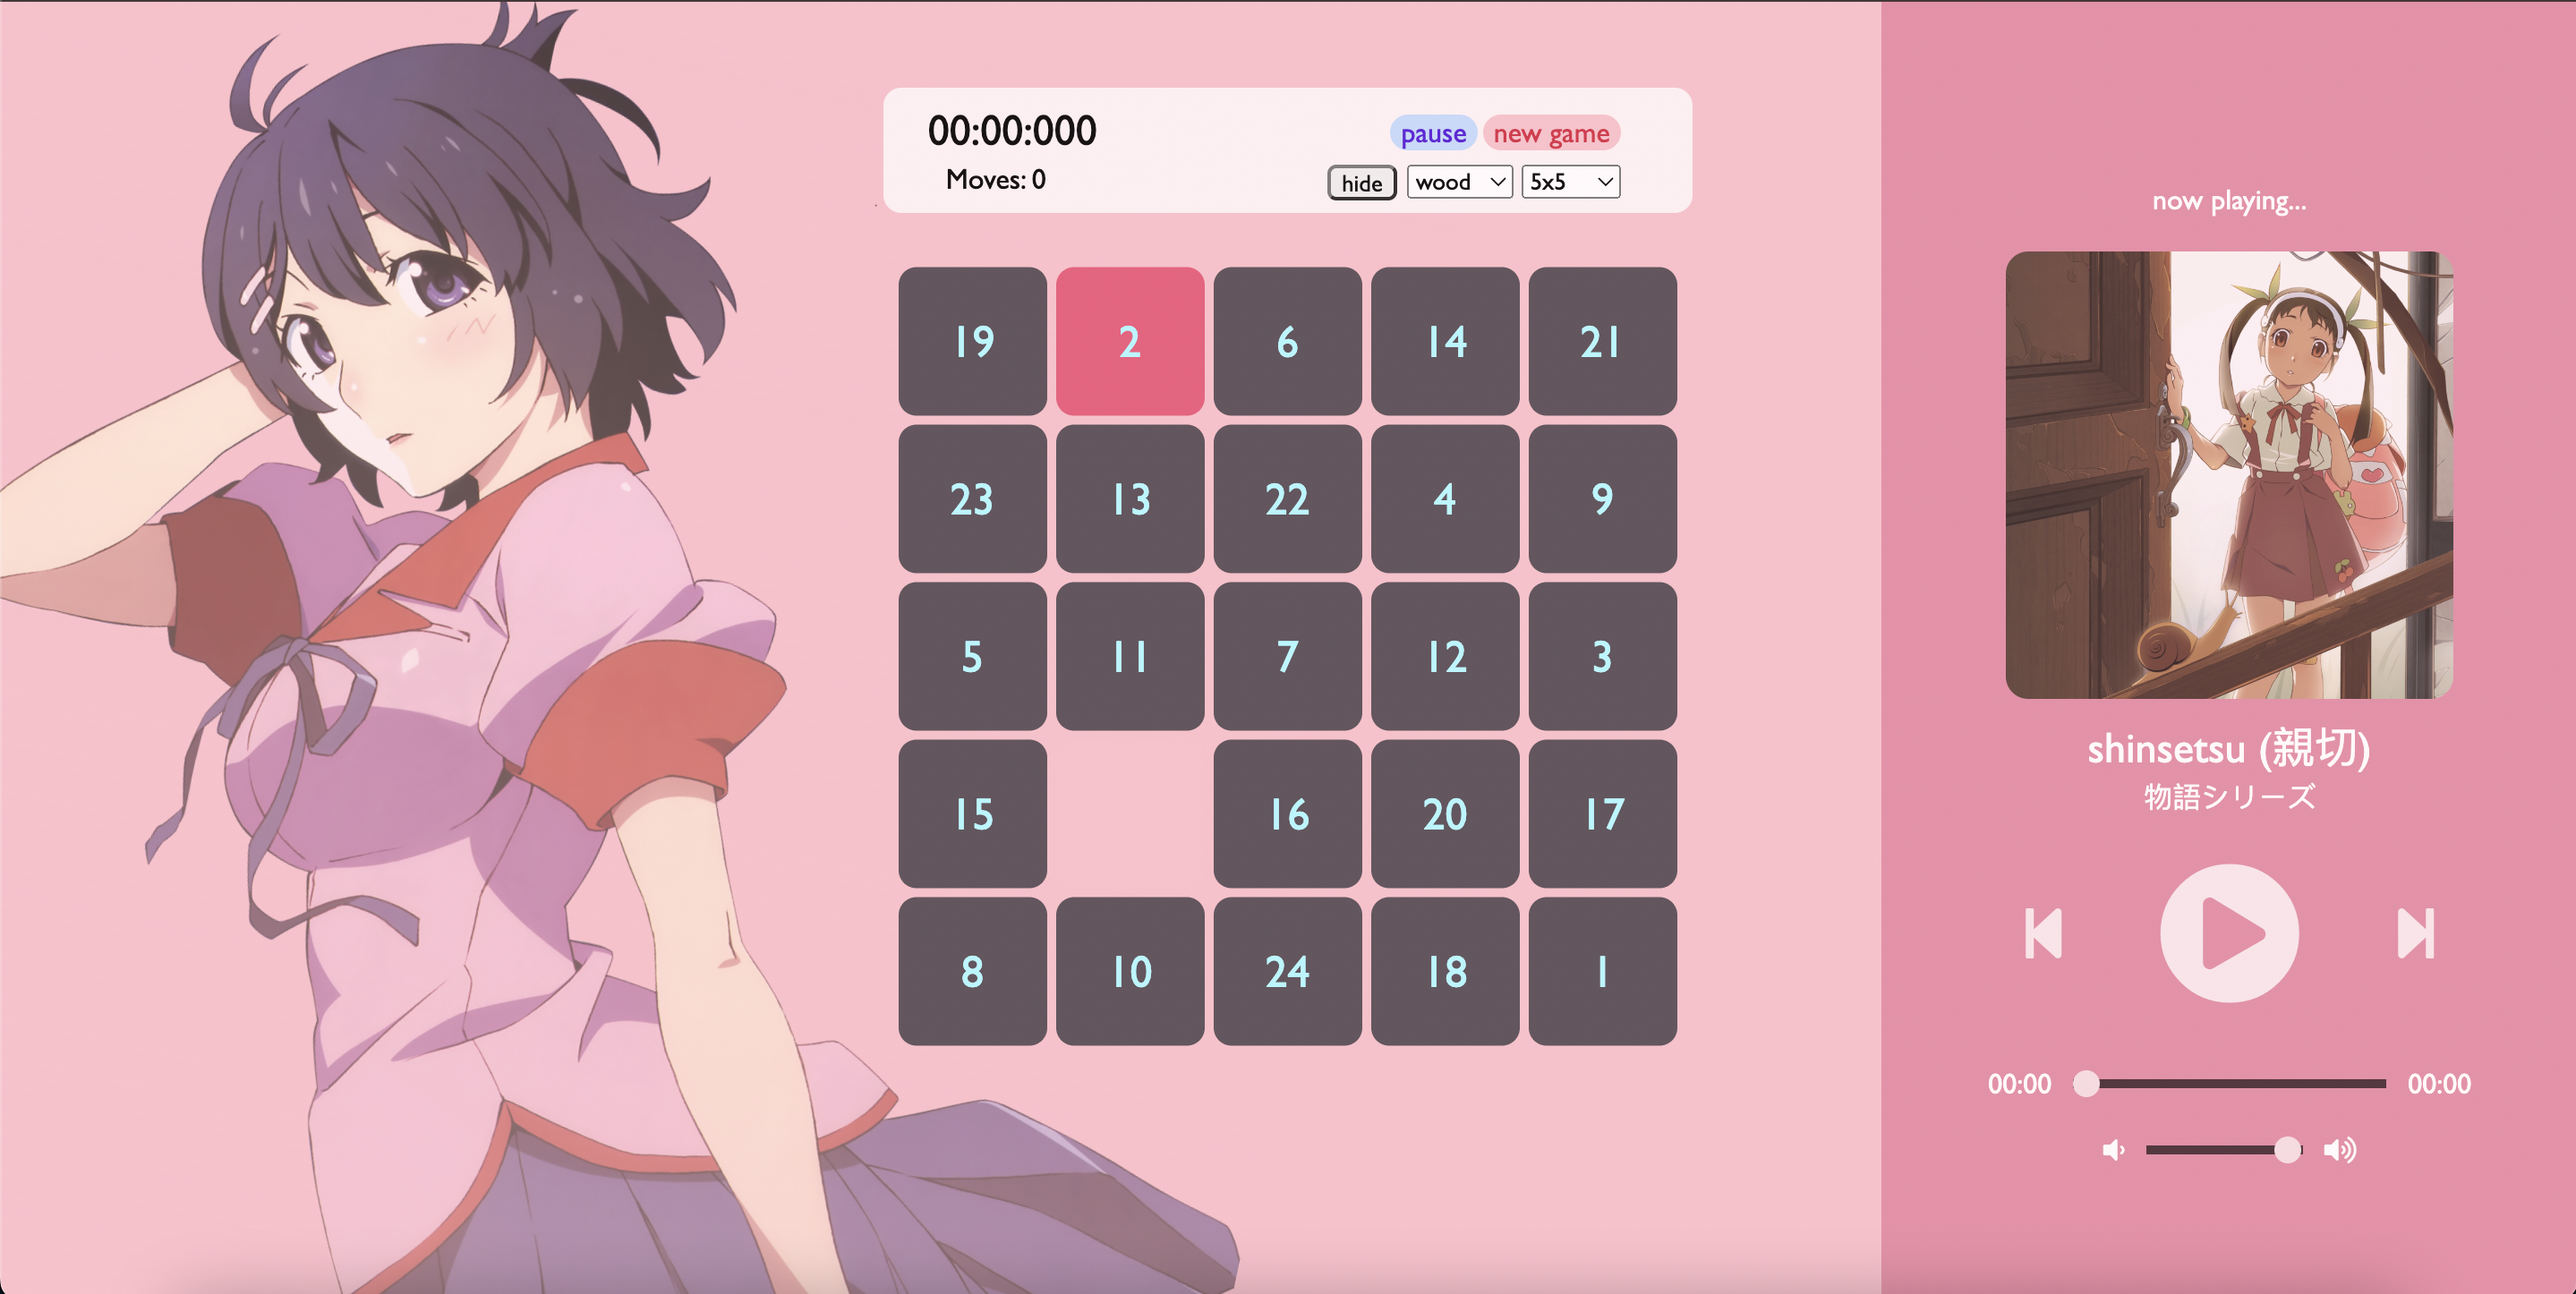 00:00:000
pause new game
Moves: 0
hide wood 5x5
19 2 6 14 21
23 13 22 4 9
5 11 7 12 3
15 16 20 17
8 10 24 18 1
now playing...
shinsetsu (親切)
物語シリーズ
00:00 00:00